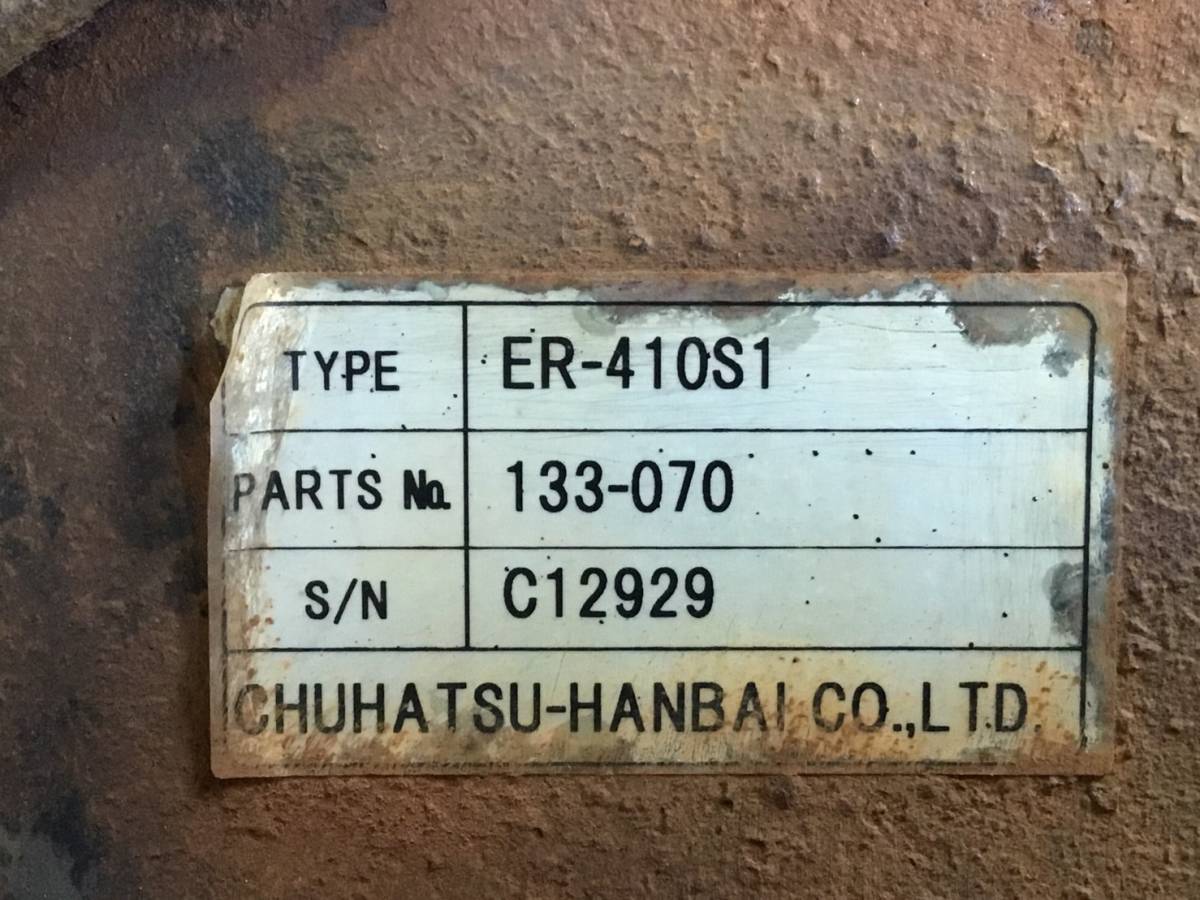 TYPE ER-410S1
PARTS No. 133-070
S/N C12929
CHUHATSU-HANBAI CO.,LTD.